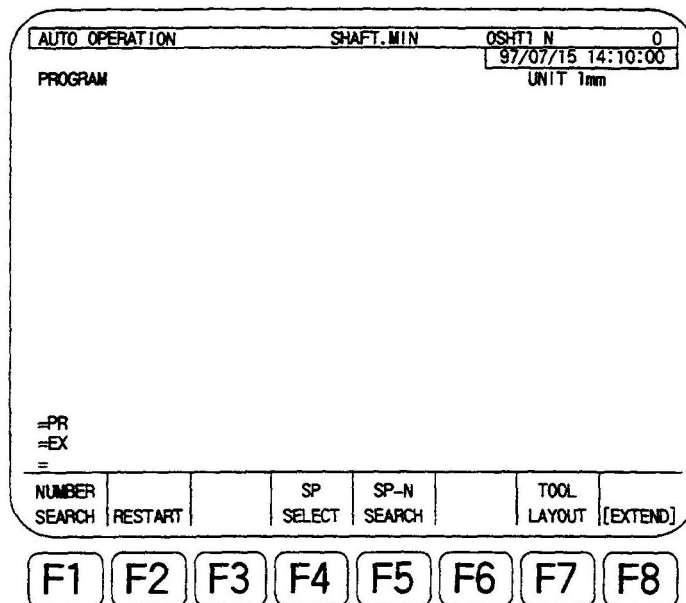 AUTO OPERATION SHAFT.MIN OSHT1 N 0
97/07/15 14:10:00
PROGRAM UNIT 1mm
=PR
=EX
=
NUMBER SP SP-N TOOL
SEARCH RESTART SELECT SEARCH LAYOUT [EXTEND]
F1 F2 F3 F4 F5 F6 F7 F8